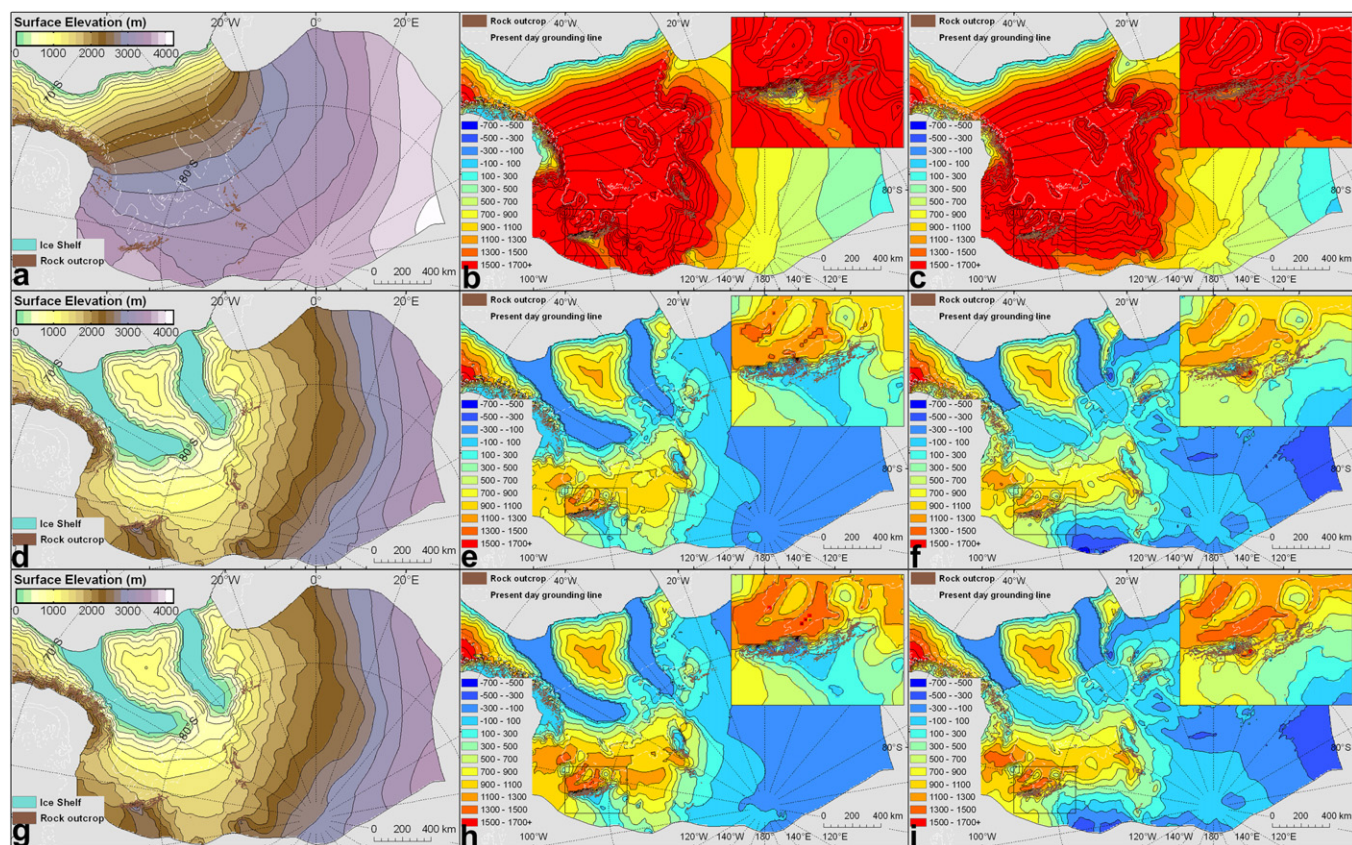 Surface Elevation (m)
0 1000 2000 3000 4000
20°W 0° 20°E
70°S
80°S
Ice Shelf
Rock outcrop
0 200 400 km
a
Rock outcrop
Present day grounding line
40°W 20°W
-700 - -500
-500 - -300
-300 - -100
-100 - 100
100 - 300
300 - 500
500 - 700
700 - 900
900 - 1100
1100 - 1300
1300 - 1500
1500 - 1700+
80°S
0 200 400 km
b
100°W 120°W 140°W 180° 140°E 120°E
Rock outcrop
Present day grounding line
40°W 20°W
-700 - -500
-500 - -300
-300 - -100
-100 - 100
100 - 300
300 - 500
500 - 700
700 - 900
900 - 1100
1100 - 1300
1300 - 1500
1500 - 1700+
80°S
0 200 400 km
c
100°W 120°W 140°W 180° 140°E 120°E
Surface Elevation (m)
0 1000 2000 3000 4000
20°W 0° 20°E
70°S
80°S
Ice Shelf
Rock outcrop
0 200 400 km
d
Rock outcrop
Present day grounding line
40°W 20°W
-700 - -500
-500 - -300
-300 - -100
-100 - 100
100 - 300
300 - 500
500 - 700
700 - 900
900 - 1100
1100 - 1300
1300 - 1500
1500 - 1700+
80°S
0 200 400 km
e
100°W 120°W 140°W 180° 140°E 120°E
Rock outcrop
Present day grounding line
40°W 20°W
-700 - -500
-500 - -300
-300 - -100
-100 - 100
100 - 300
300 - 500
500 - 700
700 - 900
900 - 1100
1100 - 1300
1300 - 1500
1500 - 1700+
80°S
0 200 400 km
f
100°W 120°W 140°W 180° 140°E 120°E
Surface Elevation (m)
0 1000 2000 3000 4000
20°W 0° 20°E
70°S
80°S
Ice Shelf
Rock outcrop
0 200 400 km
g
Rock outcrop
Present day grounding line
40°W 20°W
-700 - -500
-500 - -300
-300 - -100
-100 - 100
100 - 300
300 - 500
500 - 700
700 - 900
900 - 1100
1100 - 1300
1300 - 1500
1500 - 1700+
80°S
0 200 400 km
h
100°W 120°W 140°W 180° 140°E 120°E
Rock outcrop
Present day grounding line
40°W 20°W
-700 - -500
-500 - -300
-300 - -100
-100 - 100
100 - 300
300 - 500
500 - 700
700 - 900
900 - 1100
1100 - 1300
1300 - 1500
1500 - 1700+
80°S
0 200 400 km
i
100°W 120°W 140°W 180° 140°E 120°E